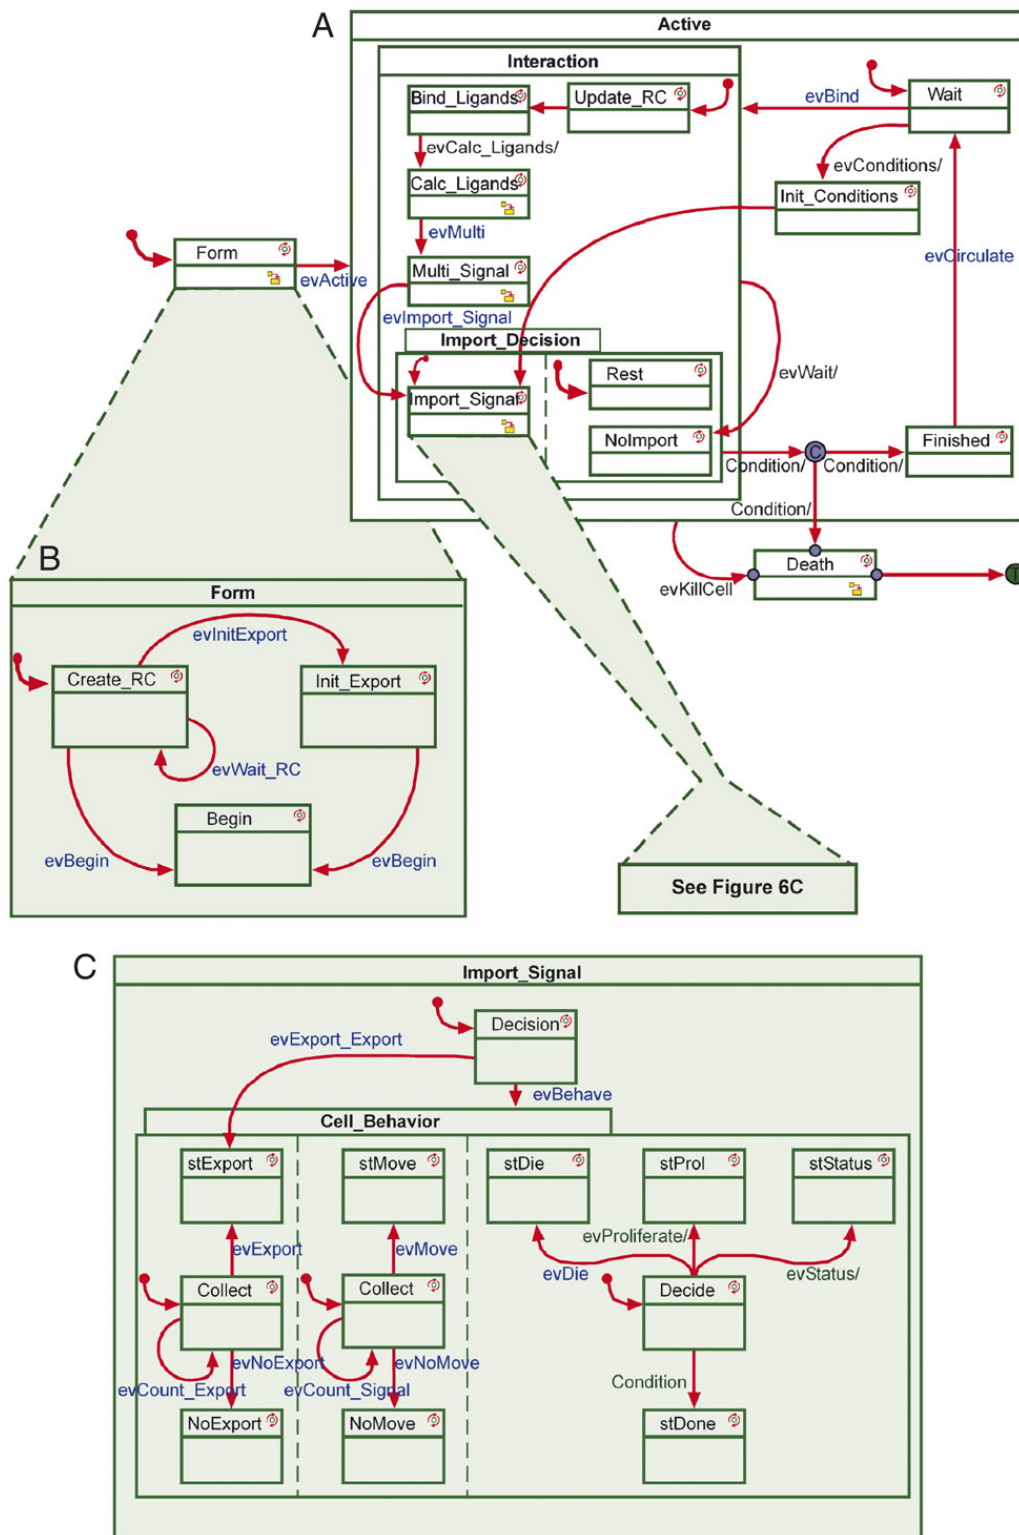 A
Active
Interaction
Bind_Ligands
Update_RC
evBind
Wait
evCalc_Ligands/
evConditions/
Calc_Ligands
Init_Conditions
evMulti
Form
evActive
Multi_Signal
evCirculate
evImport_Signal
Import_Decision
Import_Signal
Rest
evWait/
NoImport
Condition/
C
Condition/
Finished
Condition/
Death
evKillCell
T
B
Form
evInitExport
Create_RC
Init_Export
evWait_RC
Begin
evBegin
evBegin
See Figure 6C
C
Import_Signal
Decision
evExport_Export
evBehave
Cell_Behavior
stExport
stMove
stDie
stProl
stStatus
evProliferate/
evExport
evMove
evDie
evStatus/
Collect
Collect
Decide
evNoExport
evNoMove
evCount_Export
evCount_Signal
Condition
NoExport
NoMove
stDone